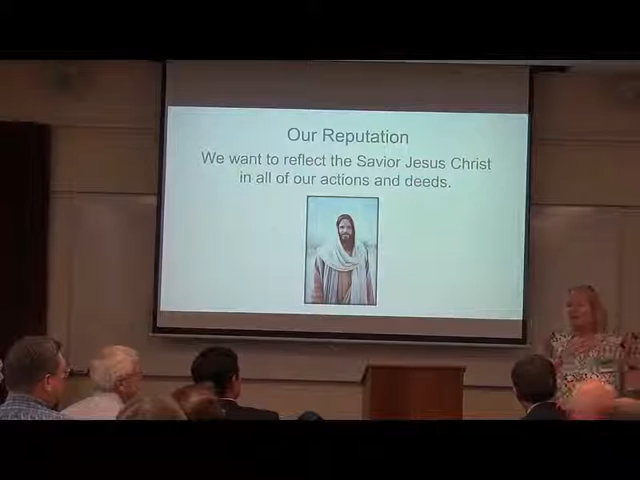 Our Reputation
We want to reflect the Savior Jesus Christ
in all of our actions and deeds.